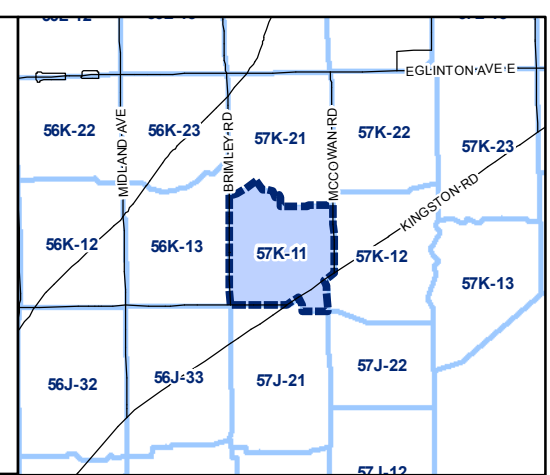 EGLINTON AVE E
56K-22
MIDLAND AVE
56K-23
BRIMLEY RD
57K-21
MCCOWAN RD
57K-22
57K-23
KINGSTON RD
56K-12
56K-13
57K-11
57K-12
57K-13
56J-32
56J-33
57J-21
57J-22
57J-12